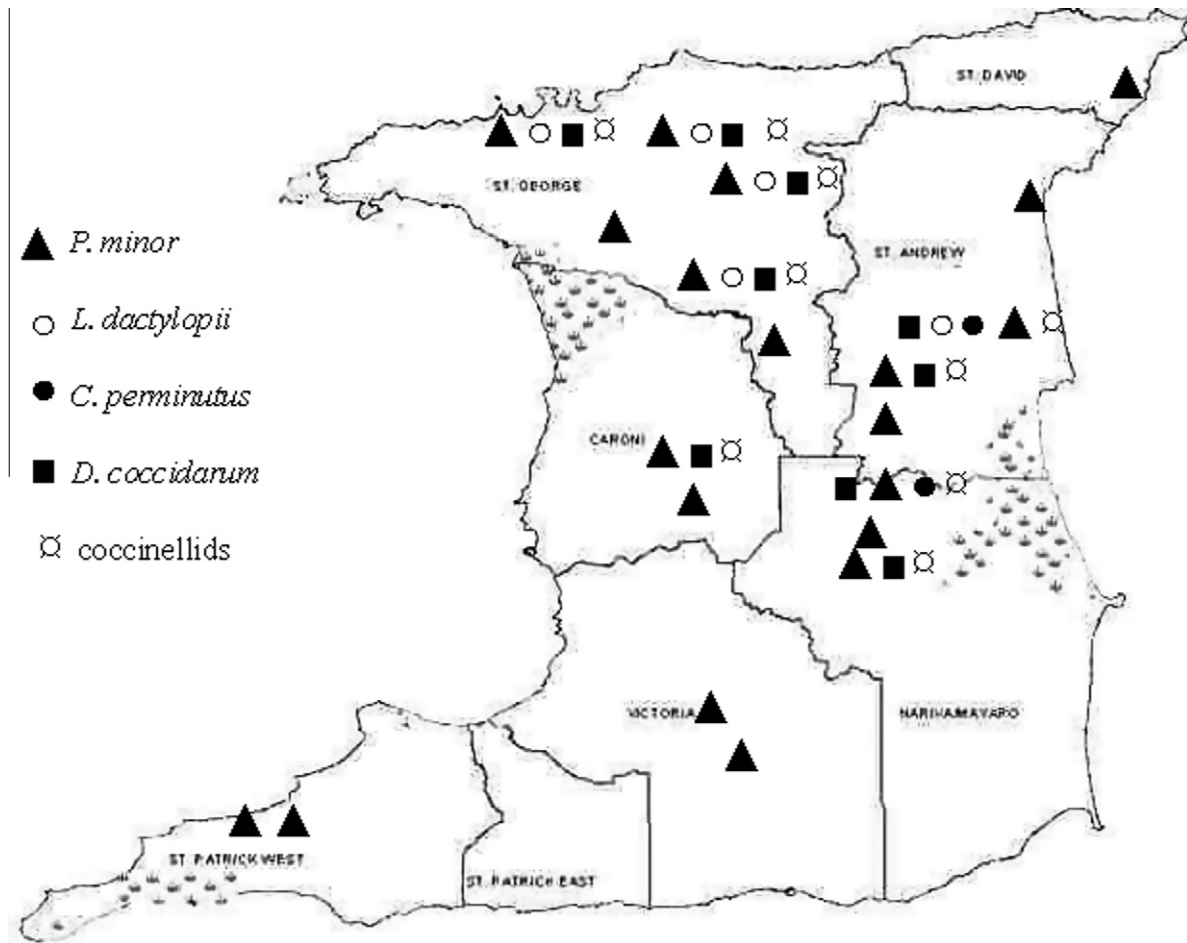 ST. DAVID
ST. GEORGE
P. minor
ST. ANDREW
L. dactylopii
C. perminutus
CARONI
D. coccidarum
coccinellids
VICTORIA
NARIVA/MAYARO
ST. PATRICK WEST
ST. PATRICK EAST